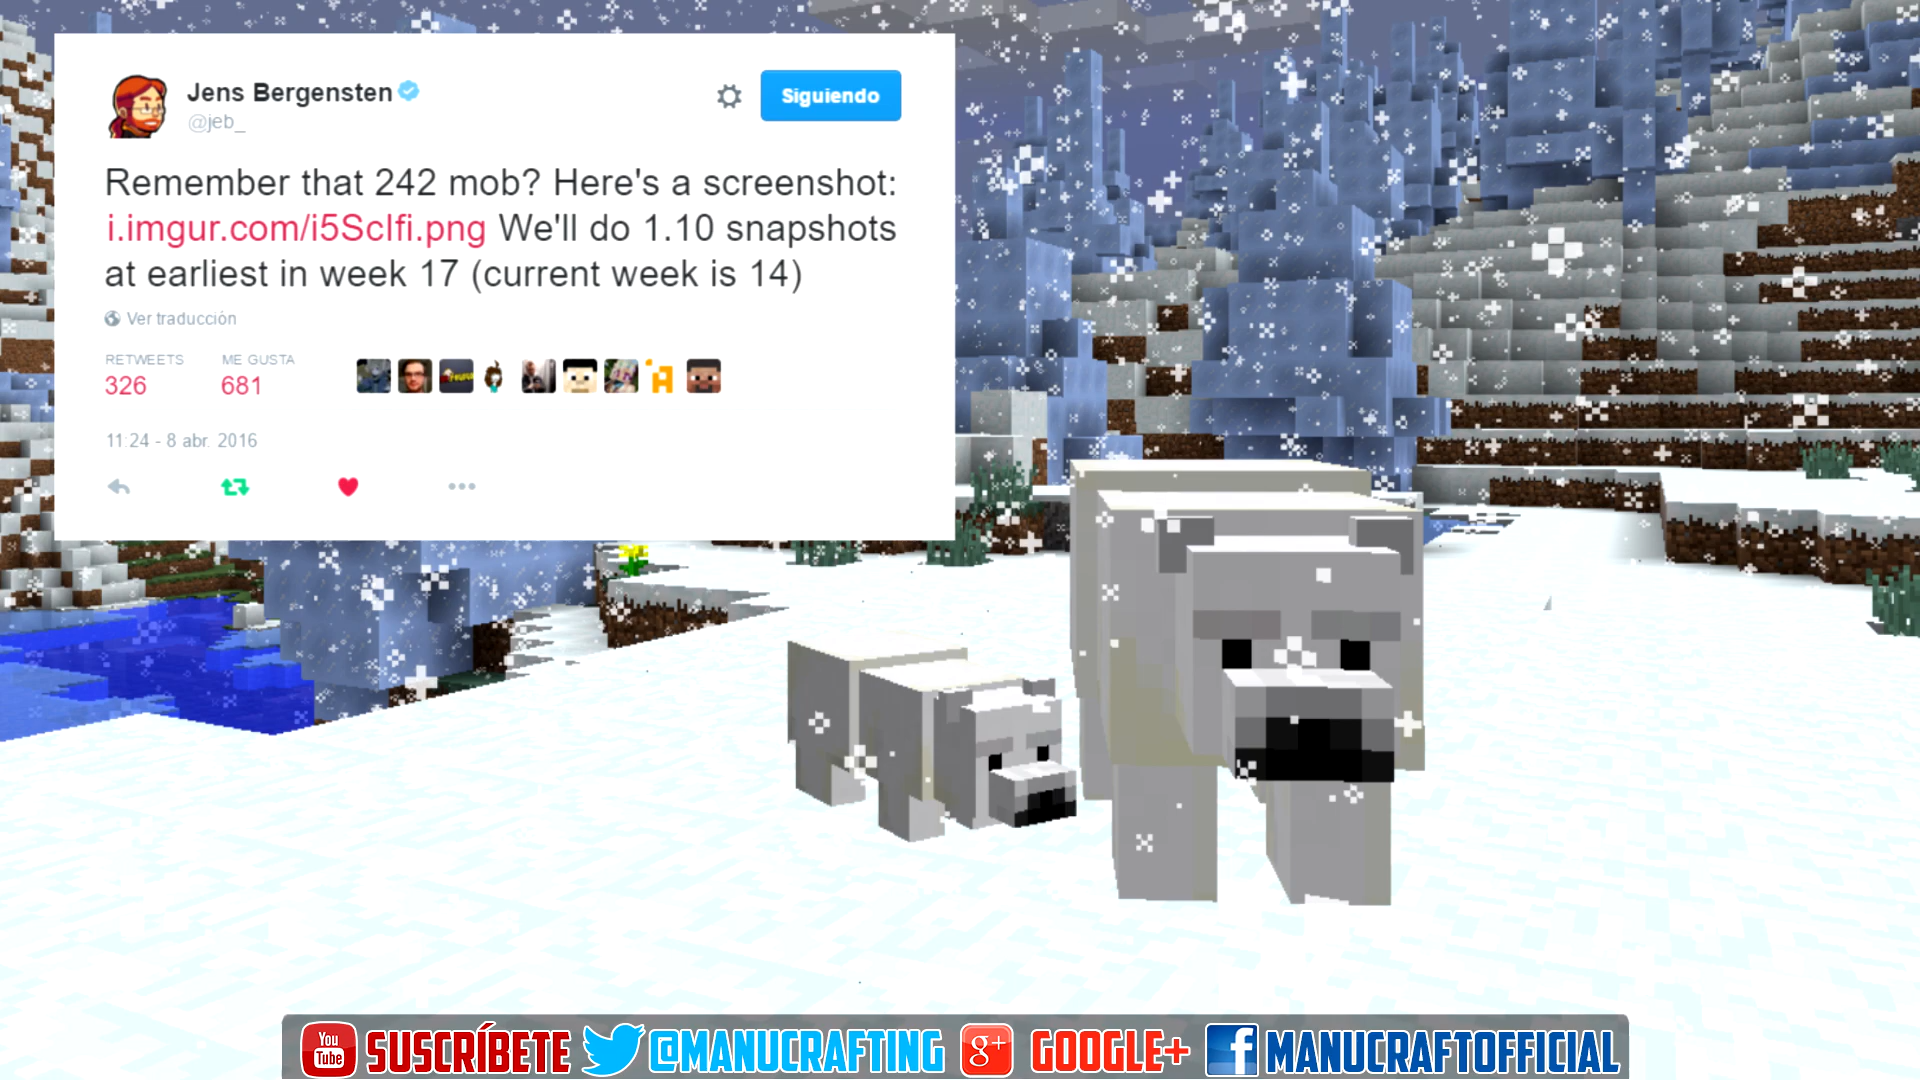 Jens Bergensten
@jeb_
Siguiendo
Remember that 242 mob? Here's a screenshot:
i.imgur.com/i5SclfI.png We'll do 1.10 snapshots
at earliest in week 17 (current week is 14)
Ver traducción
RETWEETS ME GUSTA
326 681
11:24 - 8 abr. 2016
You Tube SUSCRÍBETE @MANUCRAFTING g+ GOOGLE+ f MANUCRAFTOFFICIAL